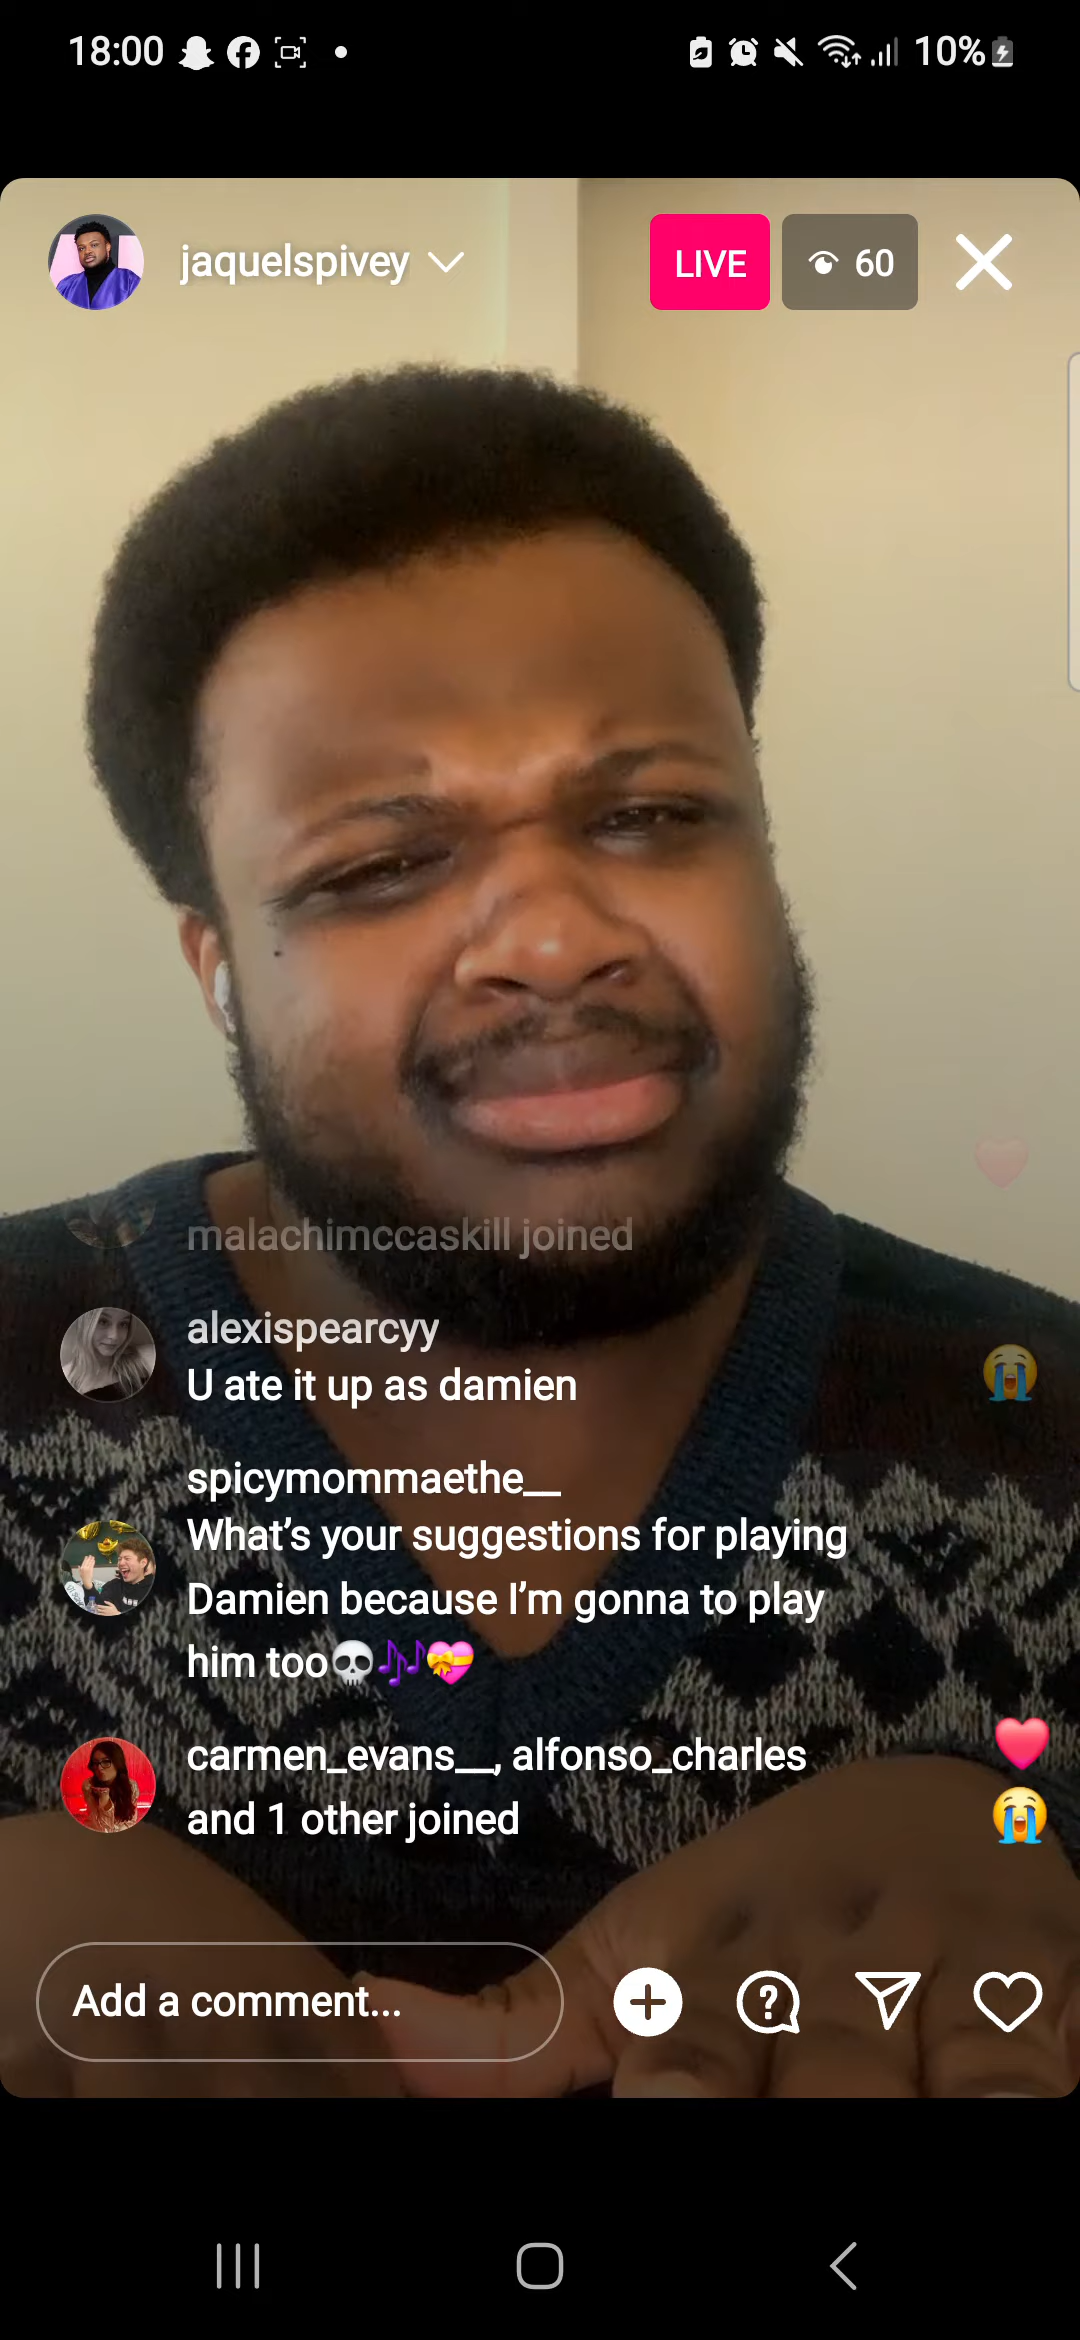 18:00
10%
jaquelspivey
LIVE
60
malachimccaskill joined
alexispearcyy
U ate it up as damien
spicymommaethe__
What’s your suggestions for playing
Damien because I’m gonna to play
him too💀🎶💝
carmen_evans__, alfonso_charles
and 1 other joined
Add a comment...